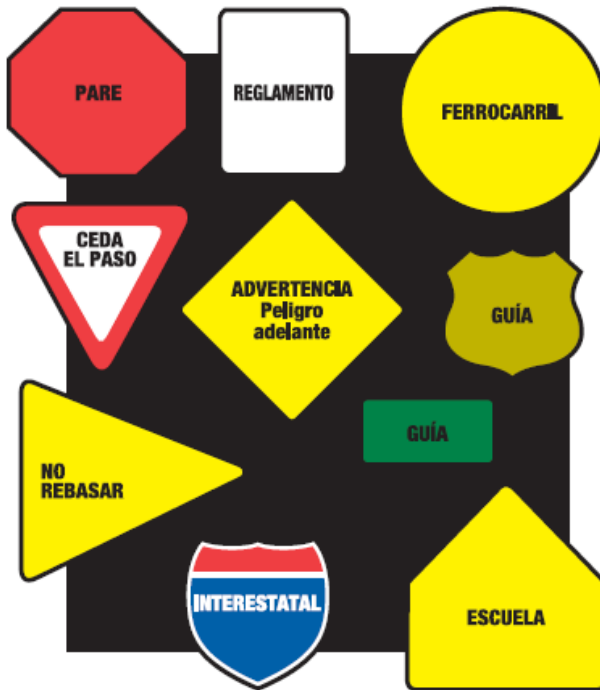 PARE
REGLAMENTO
FERROCARRIL
CEDA
EL PASO
ADVERTENCIA
Peligro
adelante
GUÍA
GUÍA
NO
REBASAR
INTERESTATAL
ESCUELA